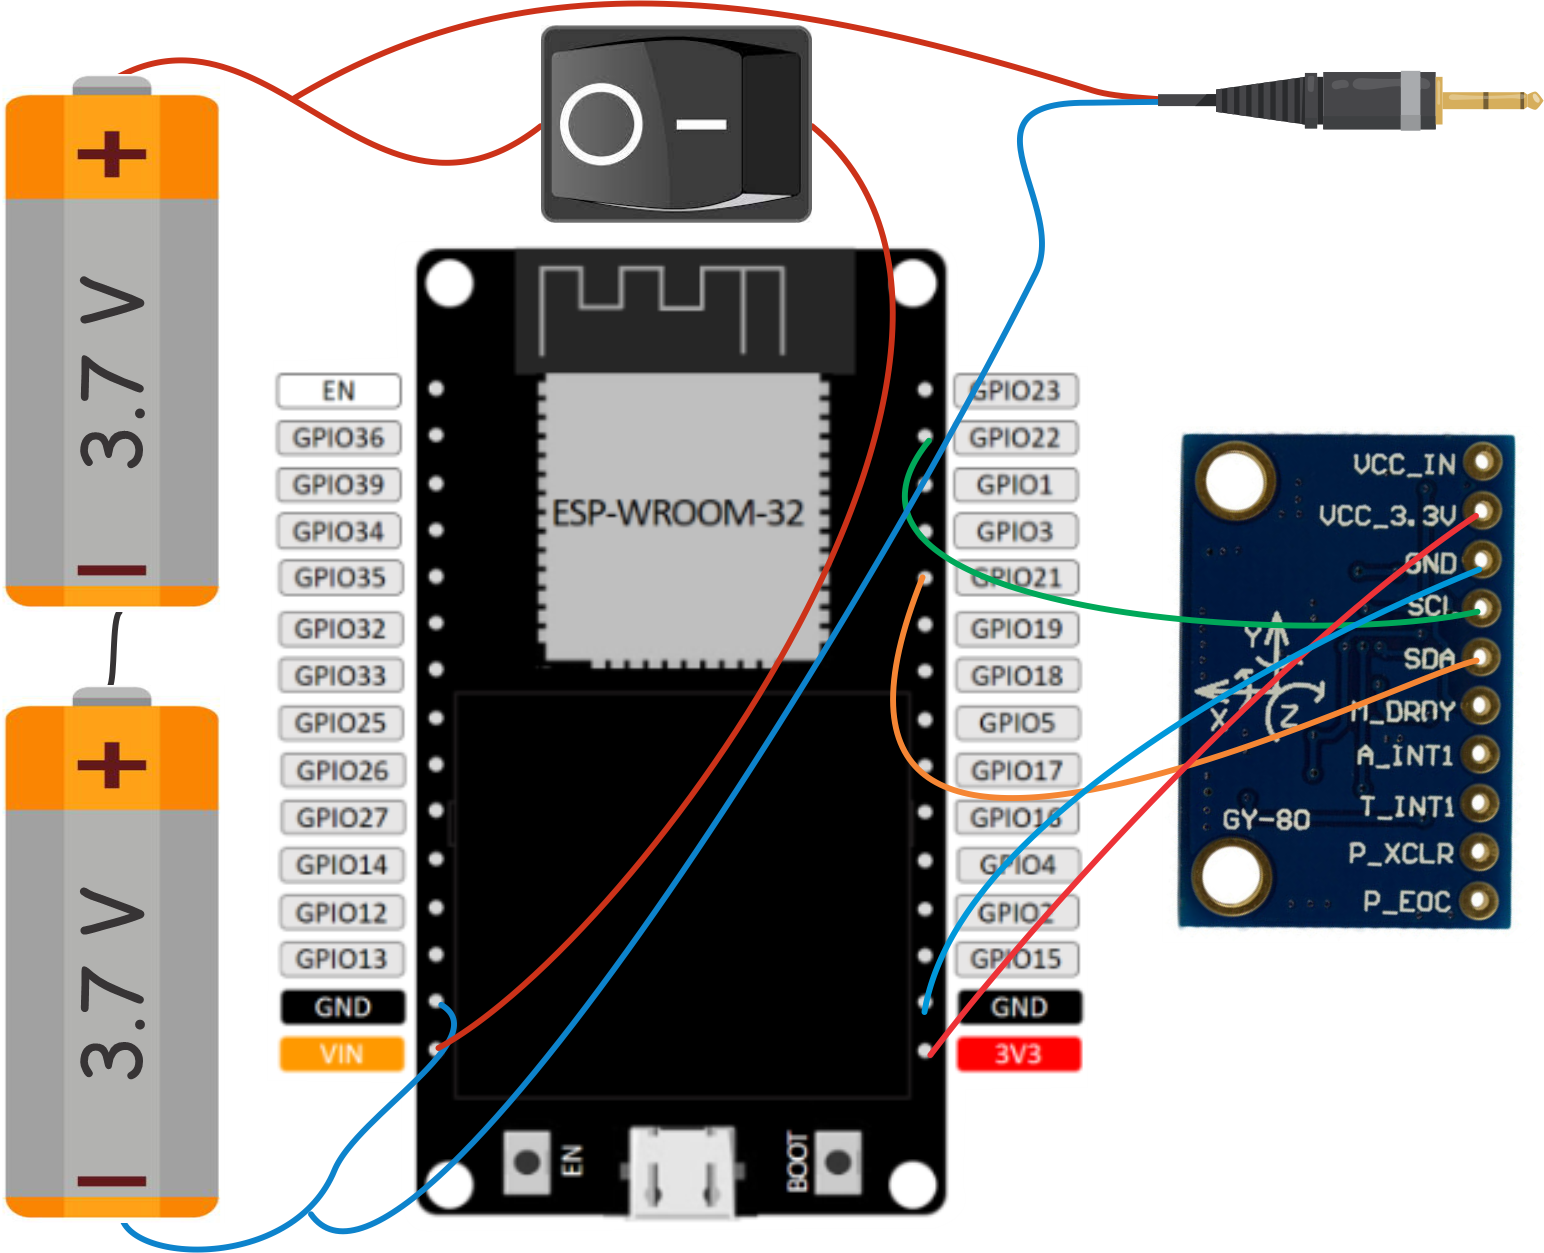 +
3.7 V
—
+
3.7 V
—
EN
GPIO36
GPIO39
GPIO34
GPIO35
GPIO32
GPIO33
GPIO25
GPIO26
GPIO27
GPIO14
GPIO12
GPIO13
GND
VIN
ESP-WROOM-32
EN
BOOT
GPIO23
GPIO22
GPIO1
GPIO3
GPIO21
GPIO19
GPIO18
GPIO5
GPIO17
GPIO16
GPIO4
GPIO2
GPIO15
GND
3V3
VCC_IN
VCC_3.3V
GND
SCL
SDA
M_DRDY
A_INT1
T_INT1
P_XCLR
P_EOC
Y
X
Z
GY-80